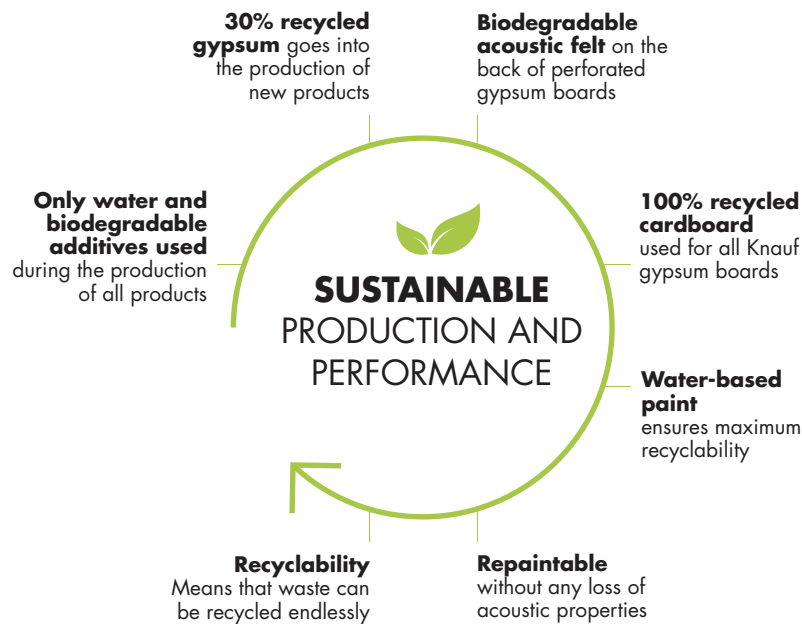 30% recycled
gypsum goes into
the production of
new products
Biodegradable
acoustic felt on the
back of perforated
gypsum boards
Only water and
biodegradable
additives used
during the production
of all products
100% recycled
cardboard
used for all Knauf
gypsum boards
SUSTAINABLE
PRODUCTION AND
PERFORMANCE
Water-based
paint
ensures maximum
recyclability
Recyclability
Means that waste can
be recycled endlessly
Repaintable
without any loss of
acoustic properties